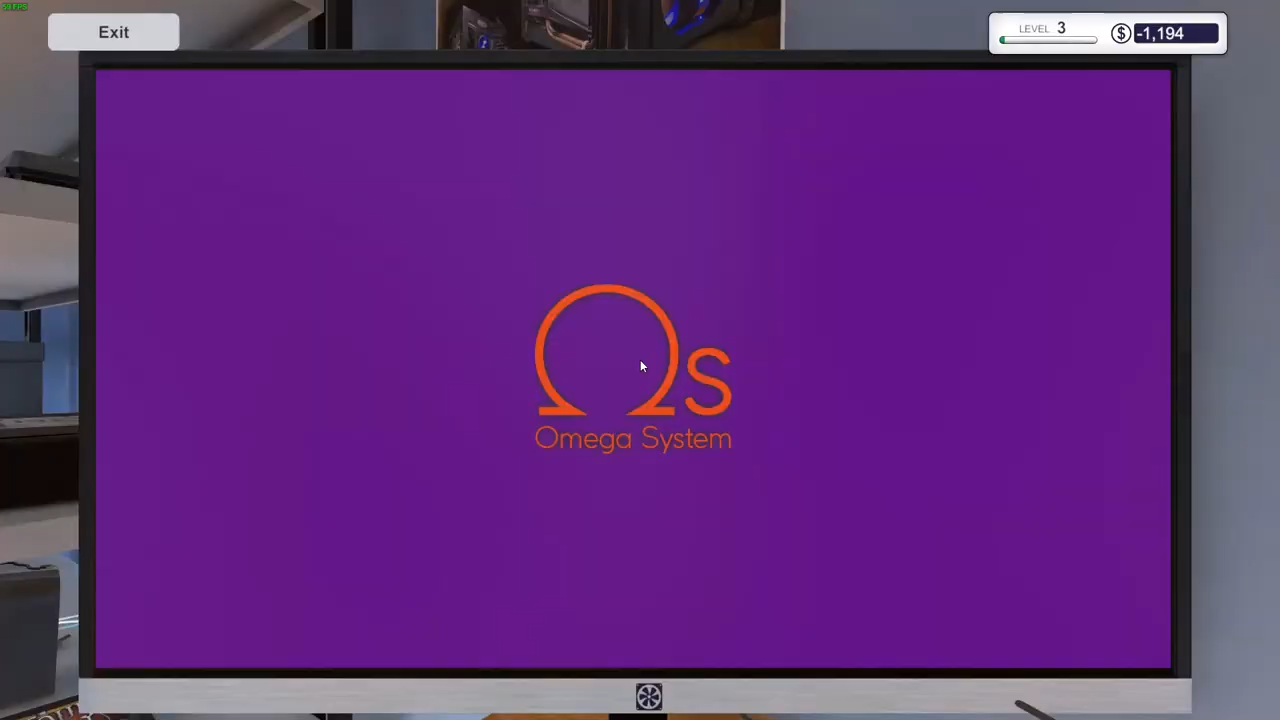 Exit
LEVEL 3
$ -1,194
Ωs
Omega System